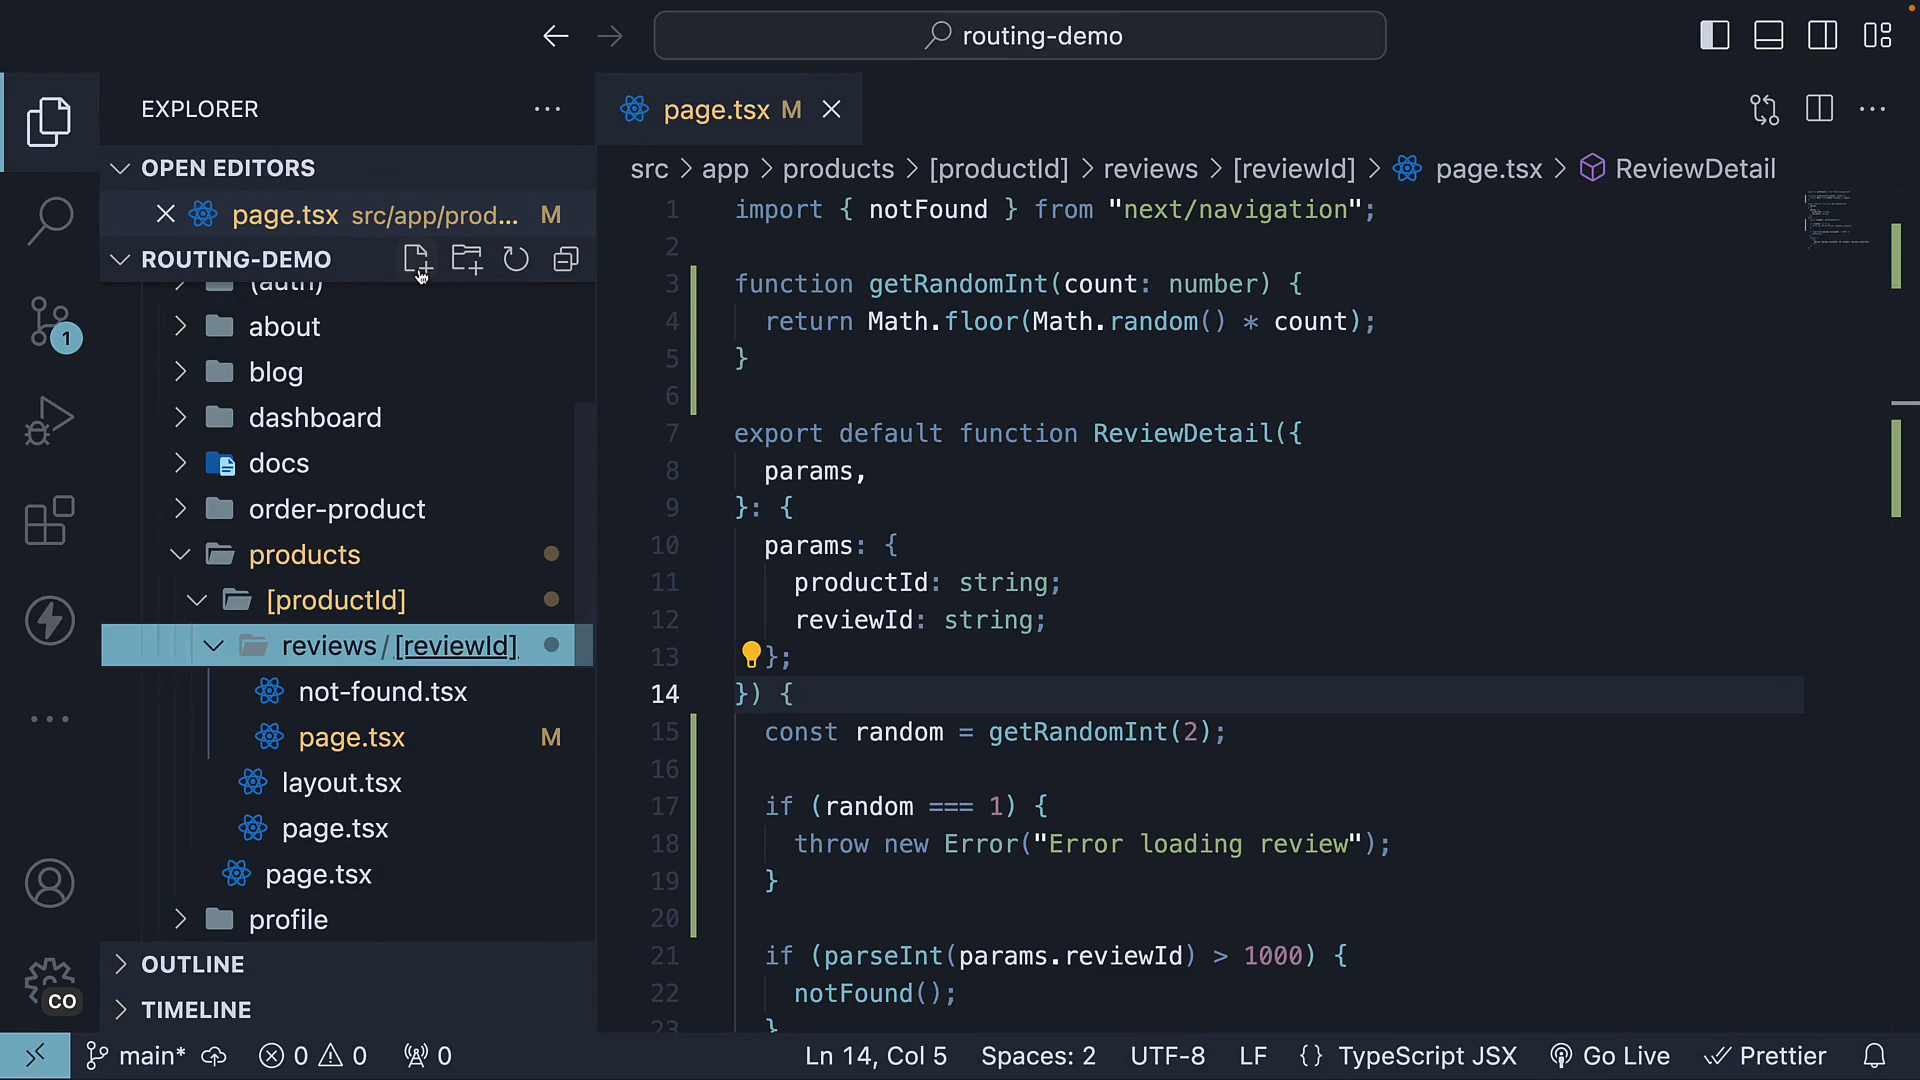 routing-demo
EXPLORER
OPEN EDITORS
page.tsx src/app/prod... M
ROUTING-DEMO
(auth)
about
blog
dashboard
docs
order-product
products
[productId]
reviews/[reviewId]
not-found.tsx
page.tsx M
layout.tsx
page.tsx
page.tsx
profile
OUTLINE
TIMELINE
1
CO
page.tsx M
src > app > products > [productId] > reviews > [reviewId] > page.tsx > ReviewDetail
1 import { notFound } from "next/navigation";
2
3 function getRandomInt(count: number) {
4 return Math.floor(Math.random() * count);
5 }
6
7 export default function ReviewDetail({
8 params,
9 }: {
10 params: {
11 productId: string;
12 reviewId: string;
13 };
14 }) {
15 const random = getRandomInt(2);
16
17 if (random === 1) {
18 throw new Error("Error loading review");
19 }
20
21 if (parseInt(params.reviewId) > 1000) {
22 notFound();
23 }
main* 0 0 0 Ln 14, Col 5 Spaces: 2 UTF-8 LF {} TypeScript JSX Go Live Prettier